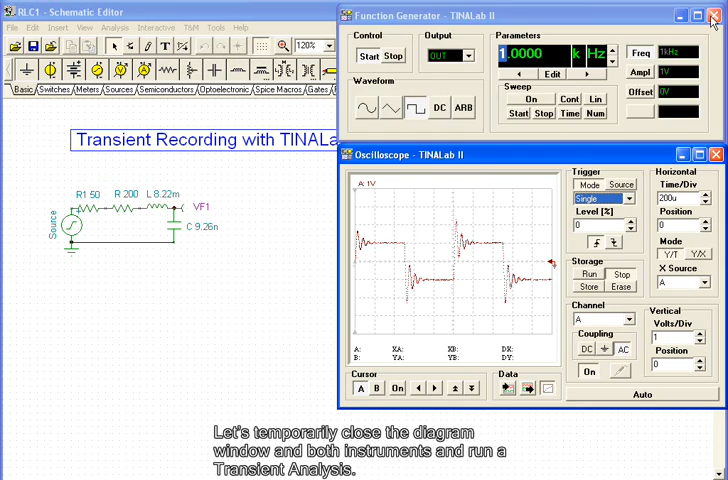 RLC1 - Schematic Editor
File Edit Insert View Analysis Interactive T&M Tools Help
120%
Basic Switches Meters Sources Semiconductors Optoelectronic Spice Macros Gates
Transient Recording with TINALa
R1 50 R 200 L 8.22m
VF1
C 9.26n
Source
Function Generator - TINALab II
Control
Start Stop
Output
OUT
Waveform
DC ARB
Parameters
1.0000 k Hz
Edit
Sweep
On Cont Lin
Start Stop Time Num
Freq 1kHz
Ampl 1V
Offset 0V
Oscilloscope - TINALab II
A: 1V
A: XA: XB: DX:
B: YA: YB: DY:
Cursor
A B On
Data
Trigger
Mode Source
Single
Level [%]
0
Storage
Run Stop
Store Erase
Channel
A
Coupling
DC AC
On
Horizontal
Time/Div
200u
Position
0
Mode
Y/T Y/X
X Source
A
Vertical
Volts/Div
1
Position
0
Auto
Let's temporarily close the diagram
window and both instruments and run a
Transient Analysis.